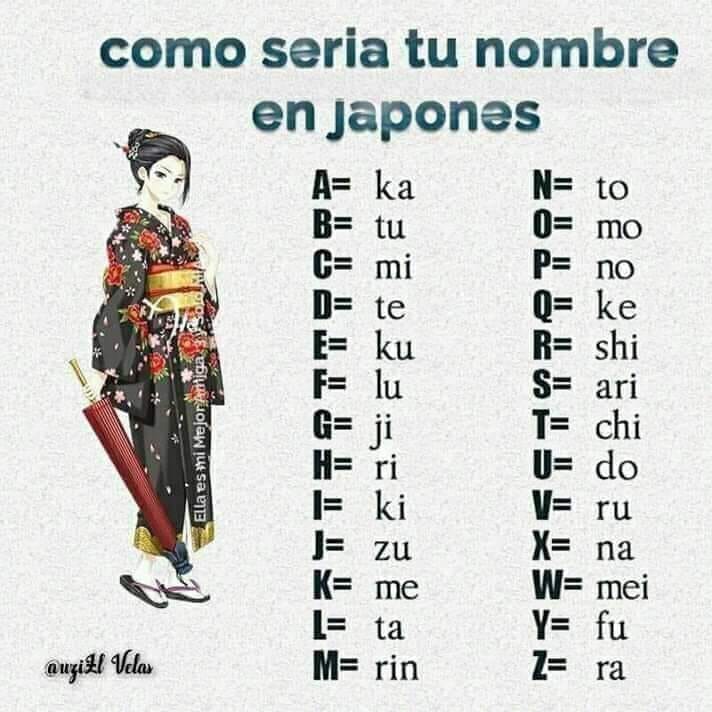 como seria tu nombre
en japones
A= ka
B= tu
C= mi
D= te
E= ku
F= lu
G= ji
H= ri
I= ki
J= zu
K= me
L= ta
M= rin
N= to
O= mo
P= no
Q= ke
R= shi
S= ari
T= chi
U= do
V= ru
X= na
W= mei
Y= fu
Z= ra
Ella es mi Mejor Amiga
@uziEl Velas